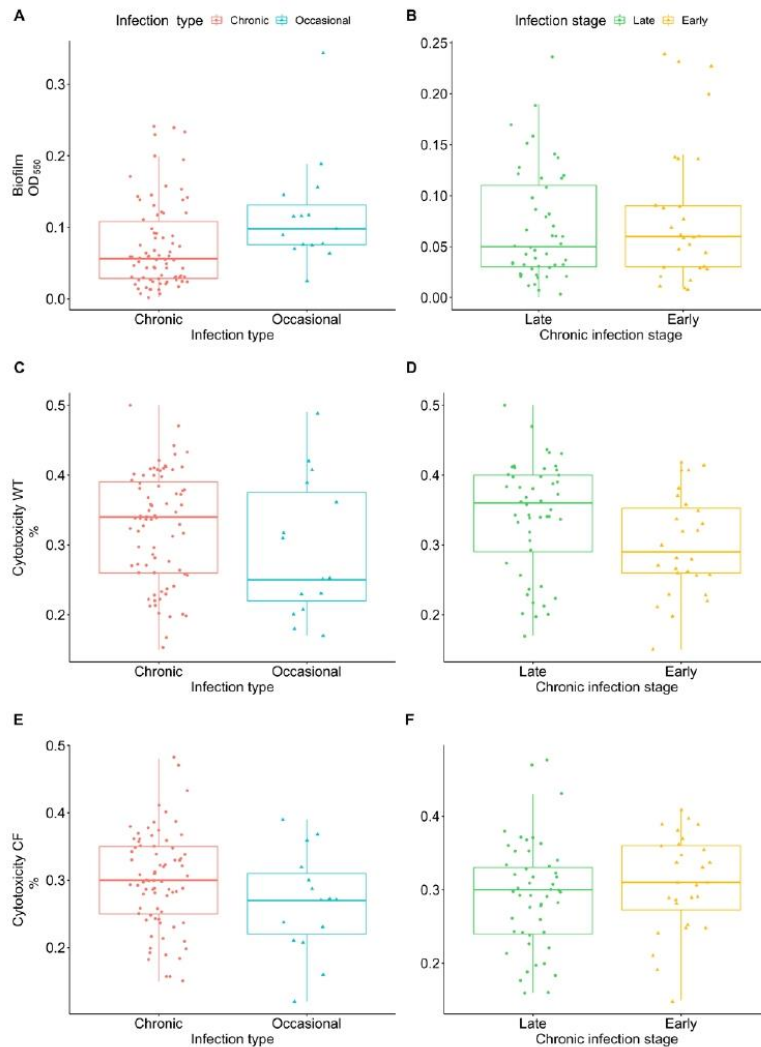 A
Infection type Chronic Occasional
B
Infection stage Late Early
Biofilm
OD550
0.3
0.2
0.1
0.0
Chronic Occasional
Infection type
0.25
0.20
0.15
0.10
0.05
0.00
Late Early
Chronic infection stage
C
Cytotoxicity WT
%
0.5
0.4
0.3
0.2
Chronic Occasional
Infection type
D
0.5
0.4
0.3
0.2
Late Early
Chronic infection stage
E
Cytotoxicity CF
%
0.5
0.4
0.3
0.2
Chronic Occasional
Infection type
F
0.4
0.3
0.2
Late Early
Chronic infection stage